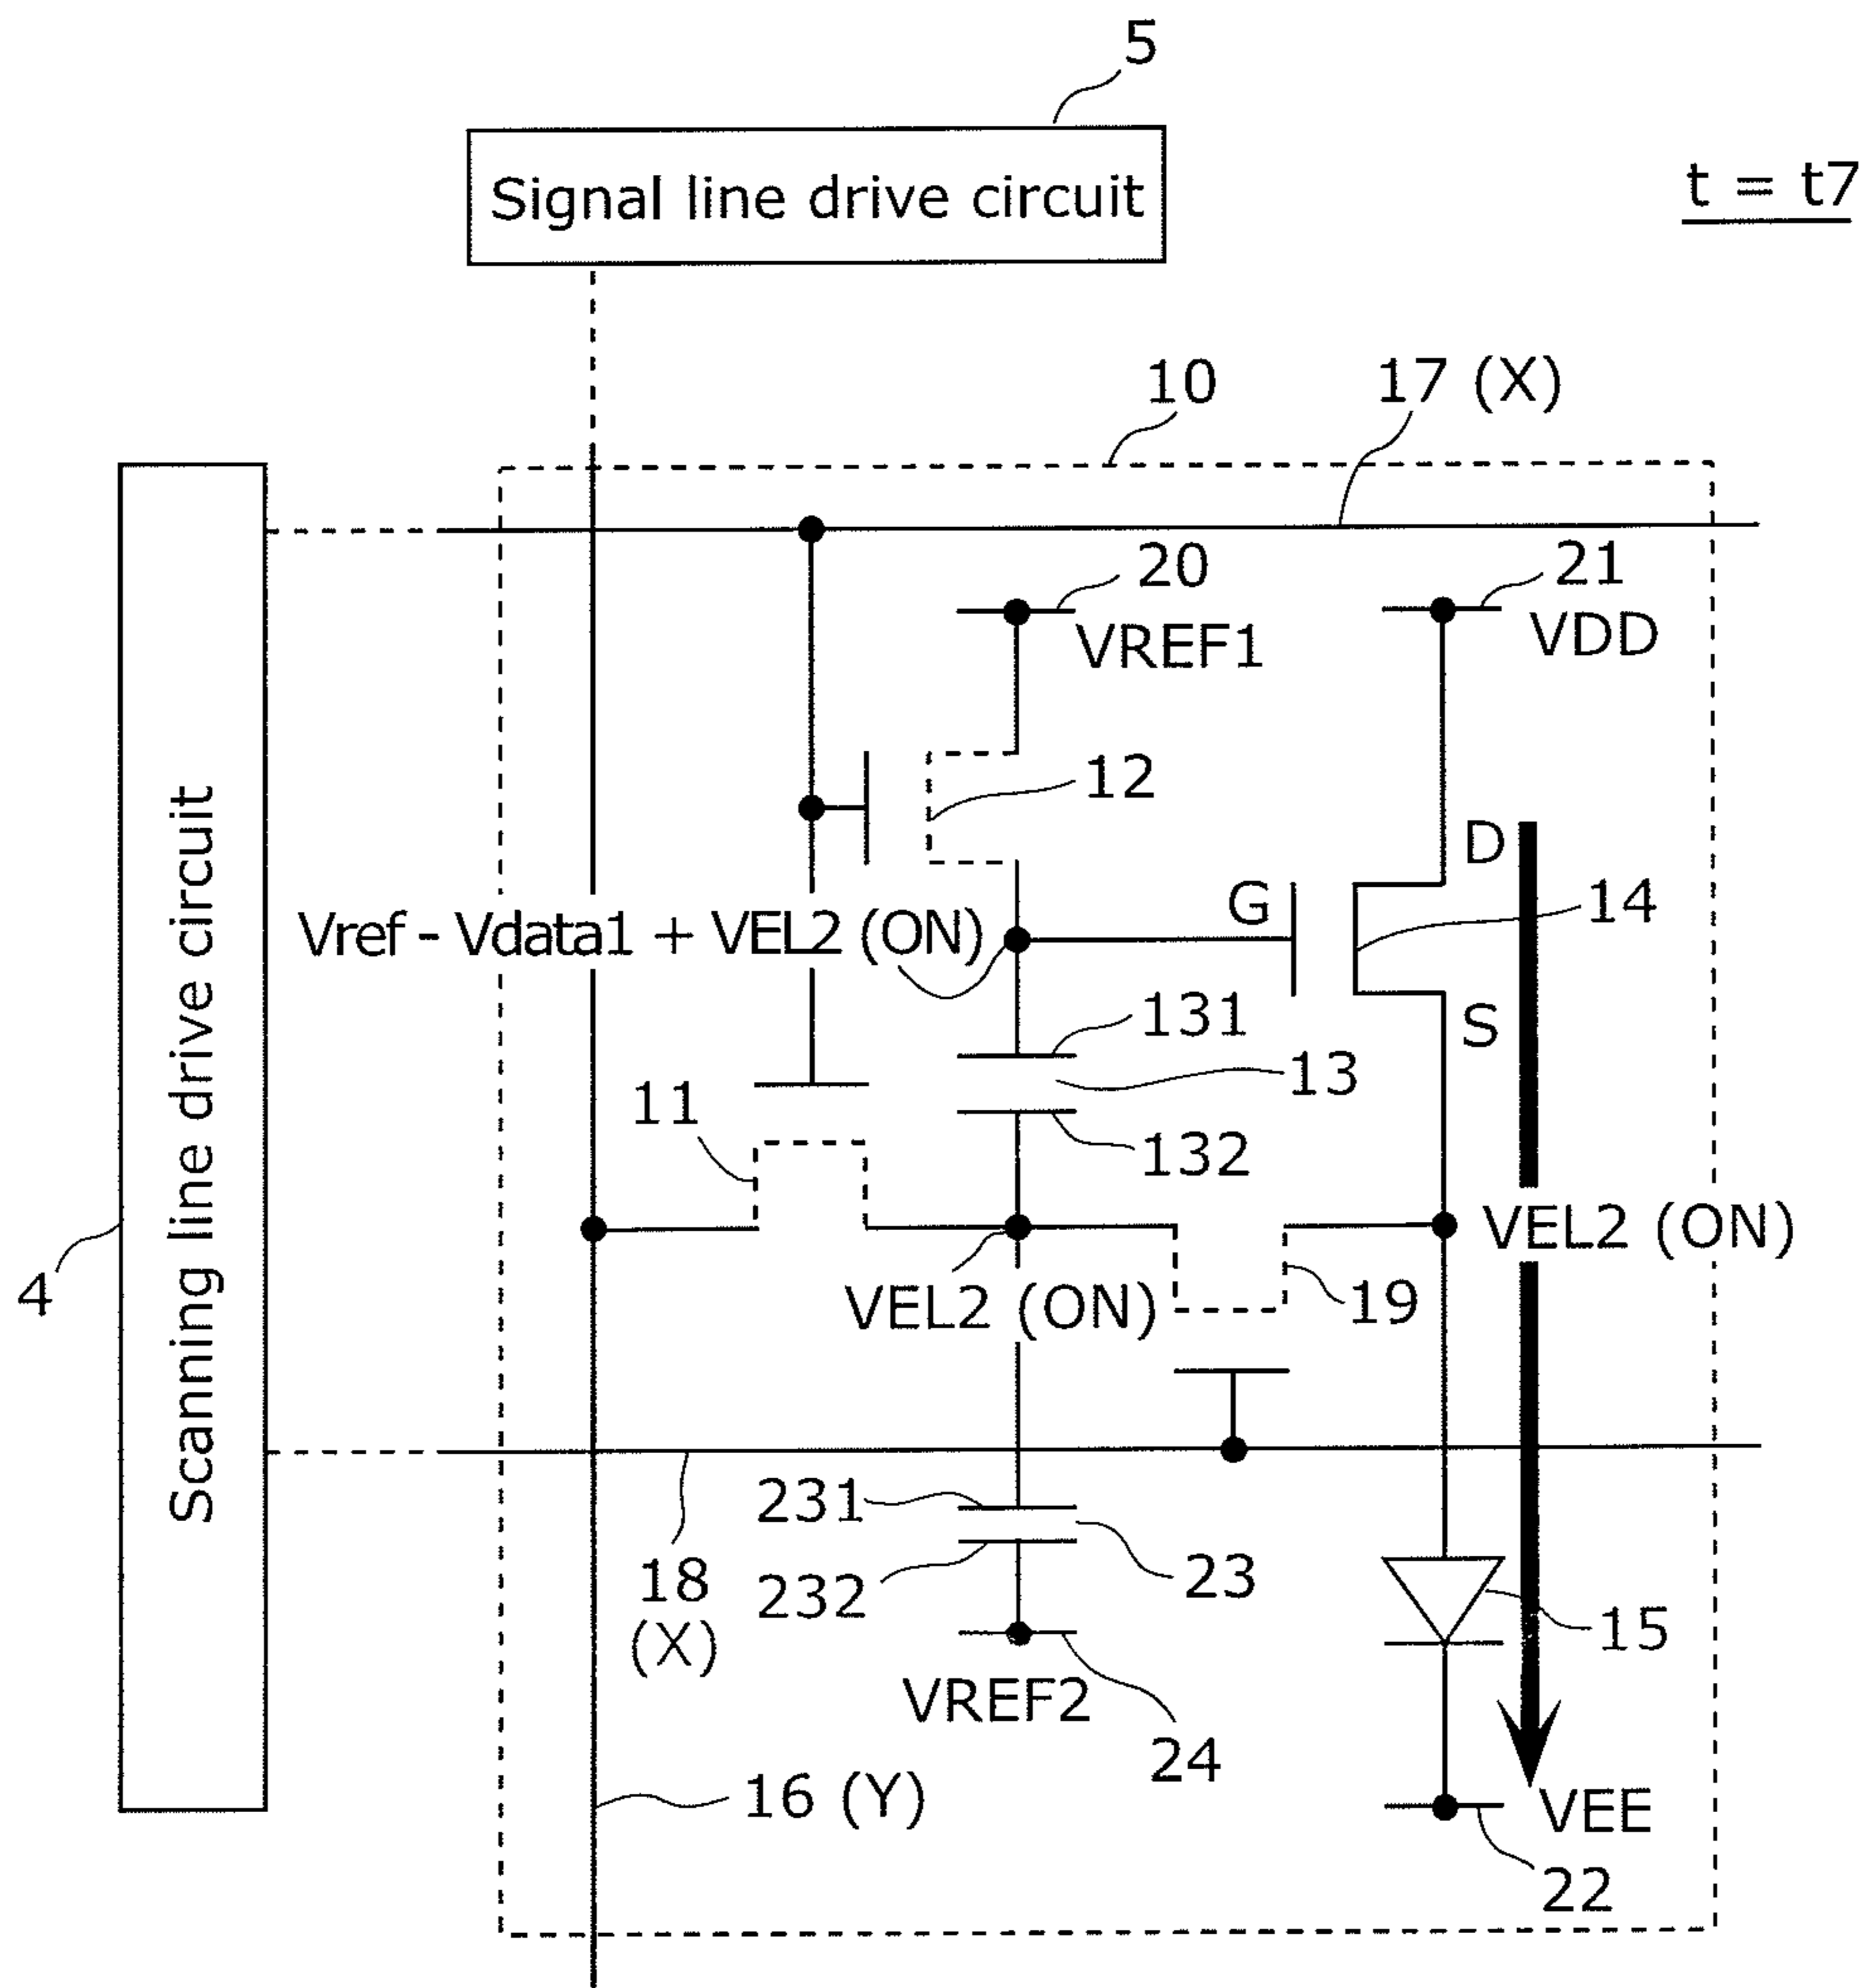 5
Signal line drive circuit
t = t7
10
17 (X)
20
VREF1
21
VDD
12
D
G
14
Vref - Vdata1 + VEL2 (ON)
S
131
13
132
11
Scanning line drive circuit
4
VEL2 (ON)
VEL2 (ON)
19
231
232
23
18
(X)
15
VREF2
24
16 (Y)
VEE
22